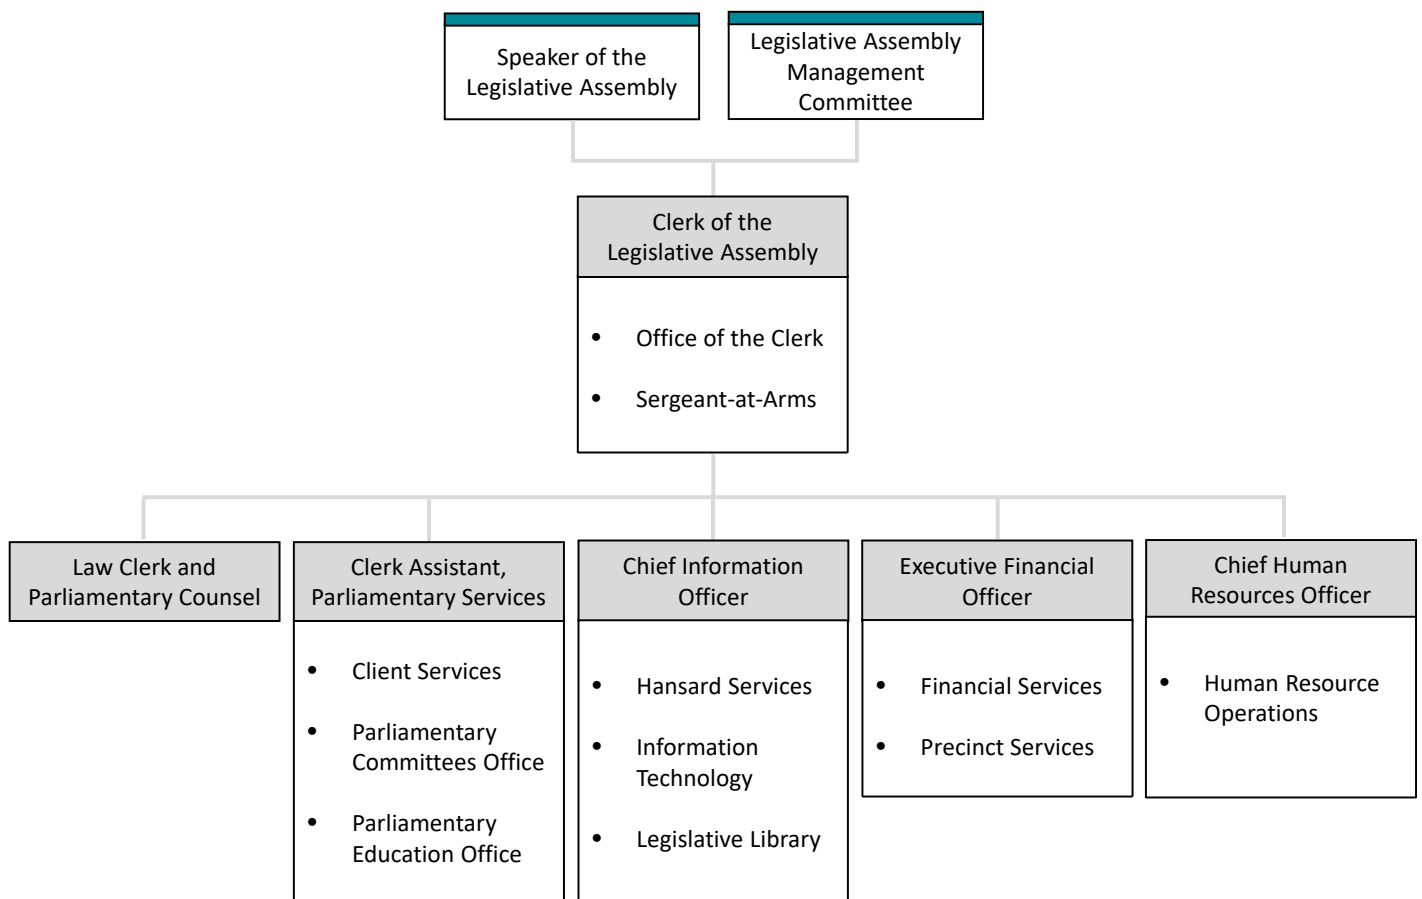 Speaker of the
Legislative Assembly
Legislative Assembly
Management
Committee
Clerk of the
Legislative Assembly
• Office of the Clerk
• Sergeant-at-Arms
Law Clerk and
Parliamentary Counsel
Clerk Assistant,
Parliamentary Services
• Client Services
• Parliamentary
Committees Office
• Parliamentary
Education Office
Chief Information
Officer
• Hansard Services
• Information
Technology
• Legislative Library
Executive Financial
Officer
• Financial Services
• Precinct Services
Chief Human
Resources Officer
• Human Resource
Operations